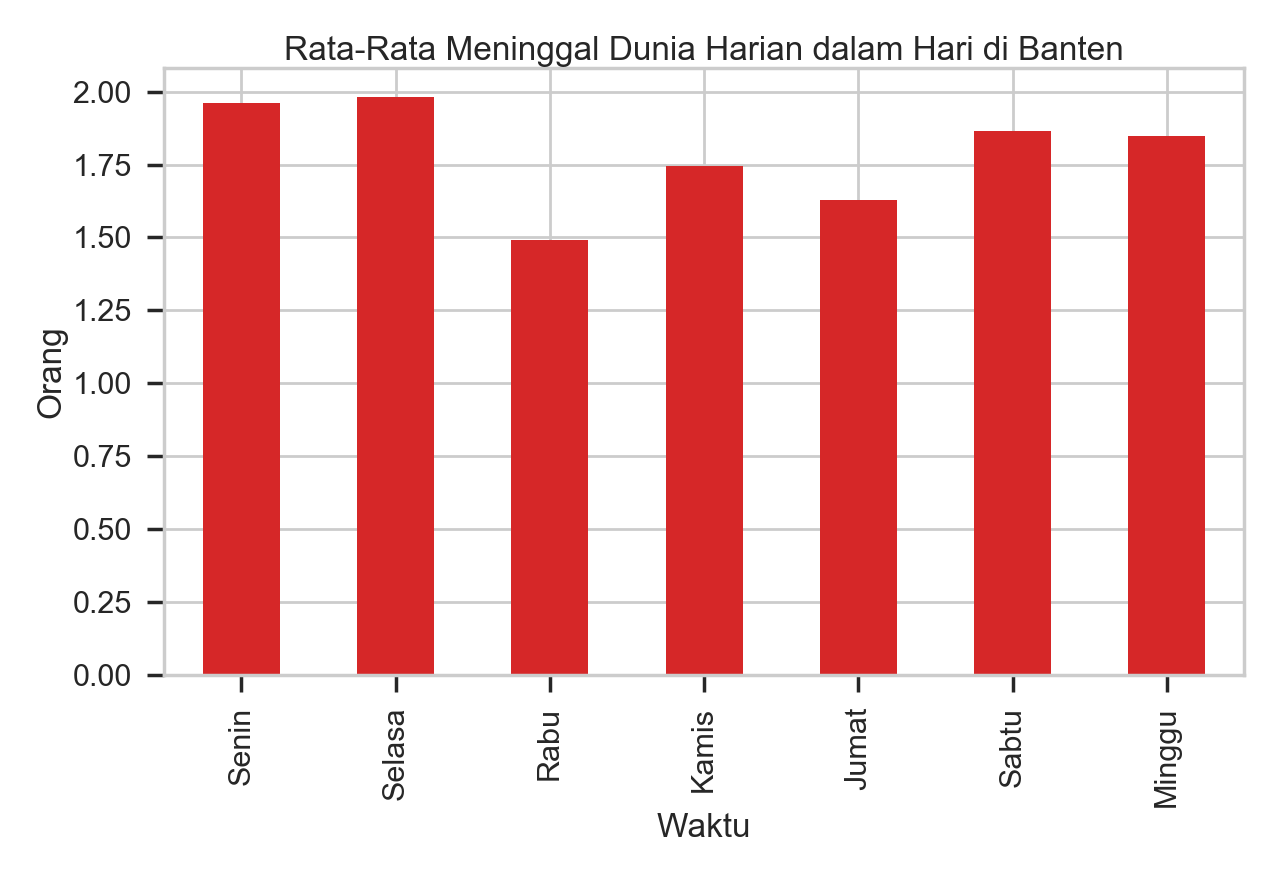 Rata-Rata Meninggal Dunia Harian dalam Hari di Banten
2.00
1.75
1.50
1.25
1.00
0.75
0.50
0.25
0.00
Orang
Senin
Selasa
Rabu
Kamis
Jumat
Sabtu
Minggu
Waktu